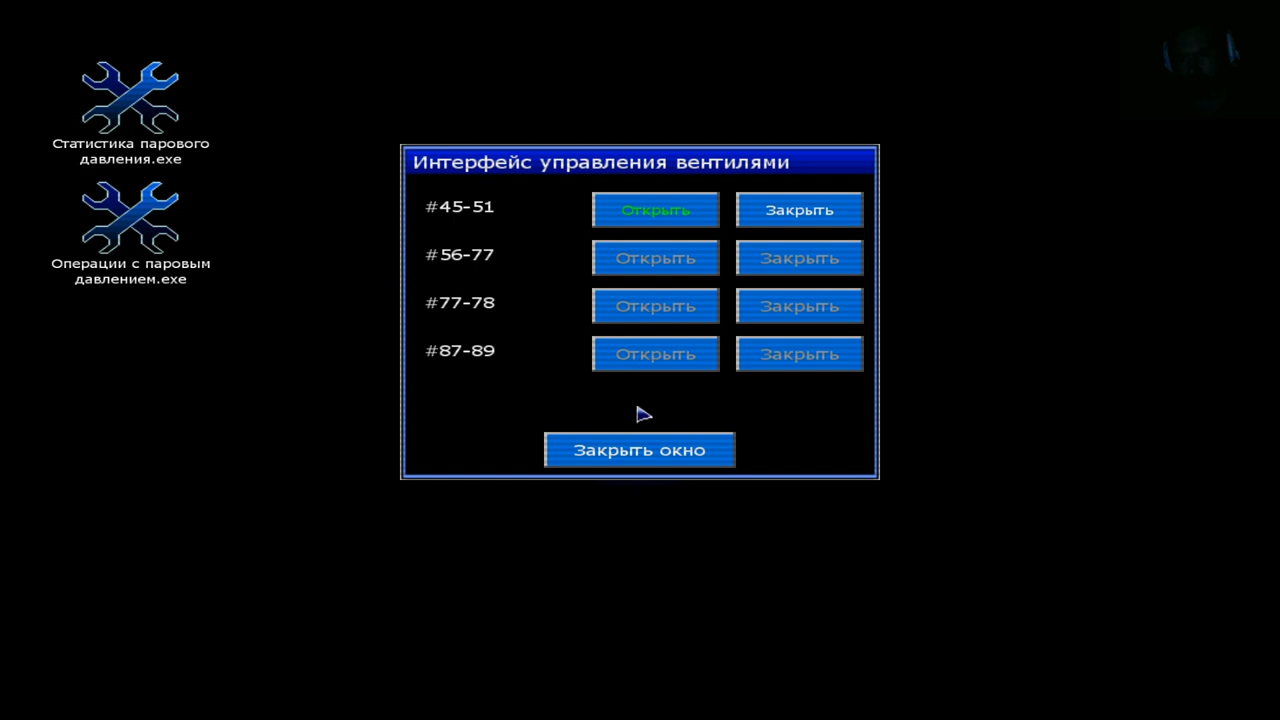 Статистика парового
давления.exe
Операции с паровым
давлением.exe
Интерфейс управления вентилями
#45-51 Открыть Закрыть
#56-77 Открыть Закрыть
#77-78 Открыть Закрыть
#87-89 Открыть Закрыть
Закрыть окно